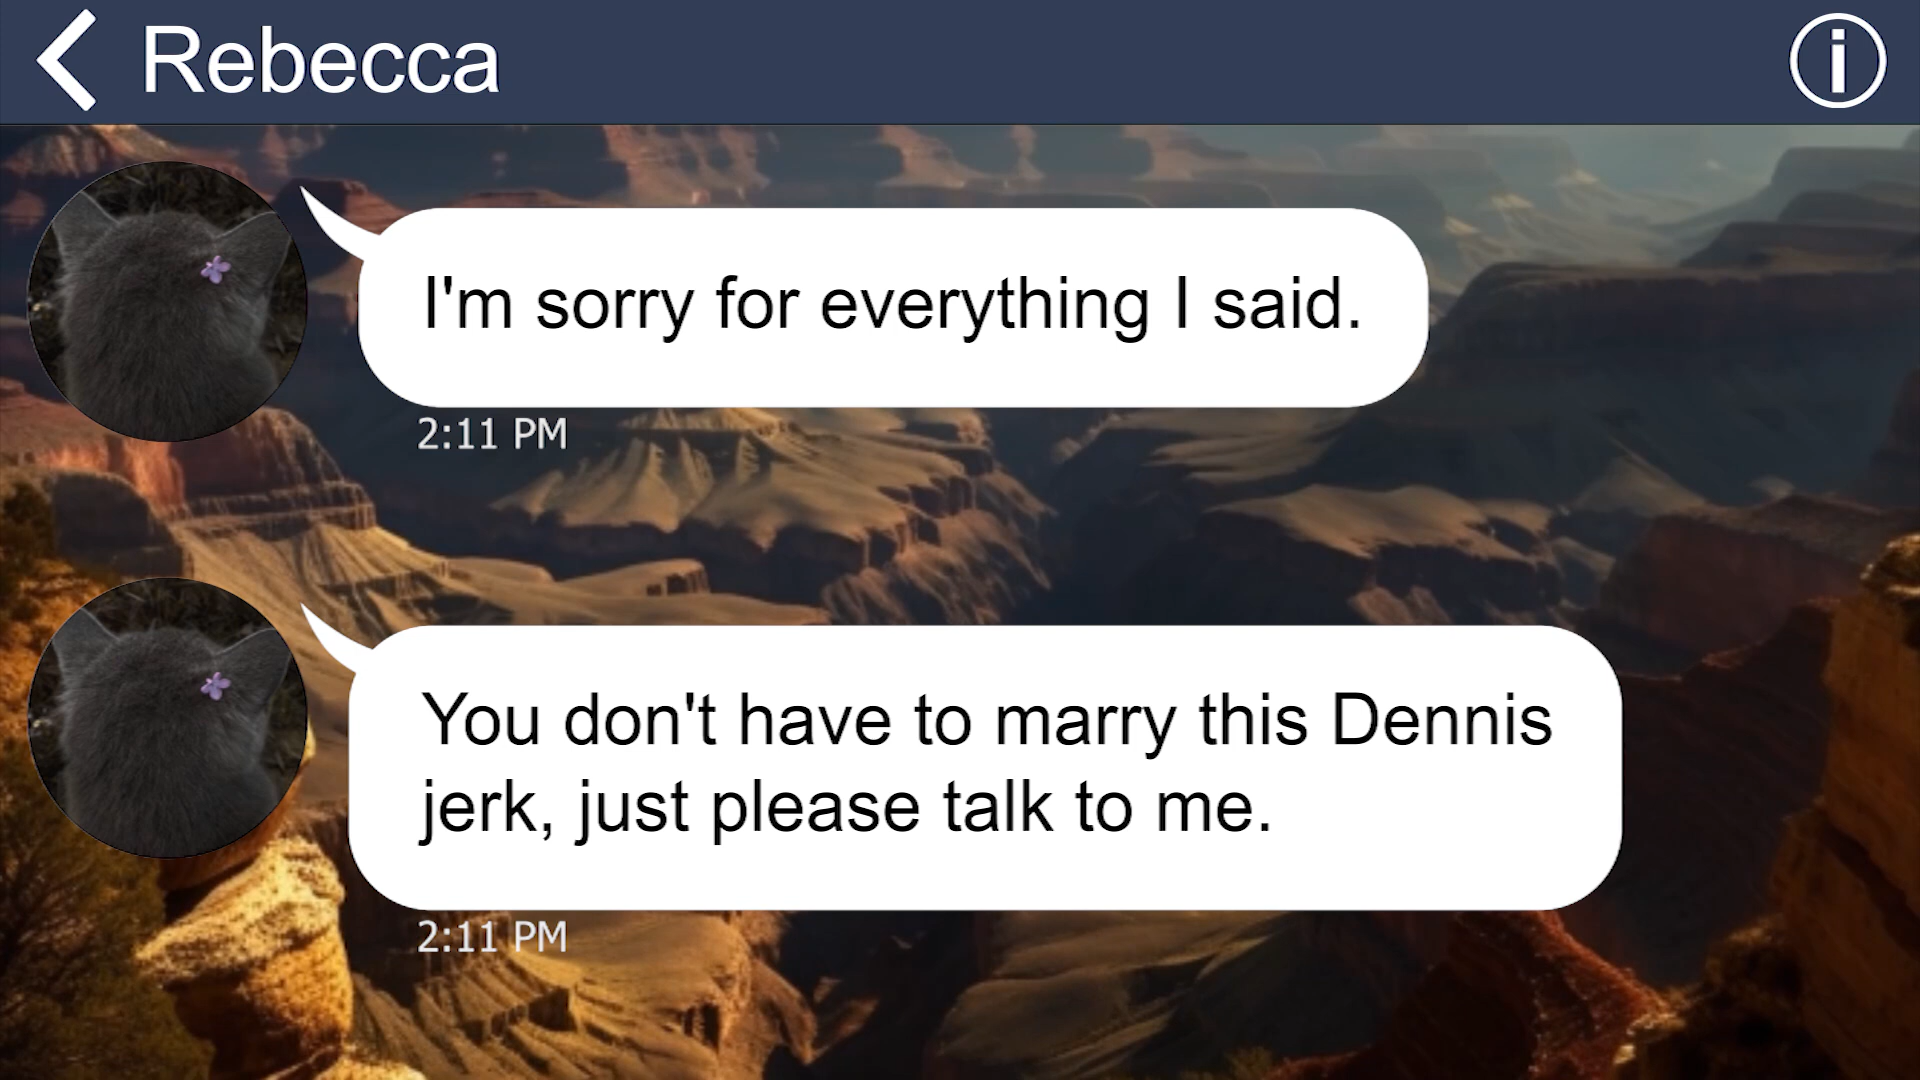 Rebecca
I'm sorry for everything I said.
2:11 PM
You don't have to marry this Dennis
jerk, just please talk to me.
2:11 PM